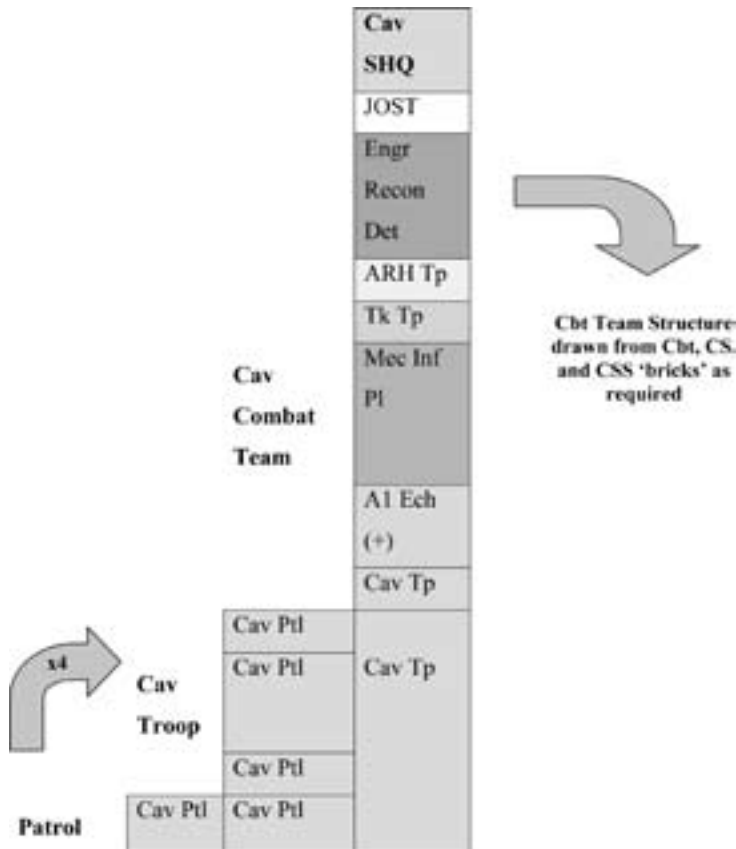 Cav
SHQ
JOST
Engr
Recon
Det
ARH Tp
Tk Tp
Mec Inf
Pl
A1 Ech
(+)
Cav Tp
Cav Tp
Cbt Team Structure-
drawn from Cbt, CS,
and CSS ‘bricks’ as
required
Cav
Combat
Team
Cav Ptl
Cav Ptl
Cav Ptl
Cav Ptl
x4
Cav
Troop
Patrol
Cav Ptl